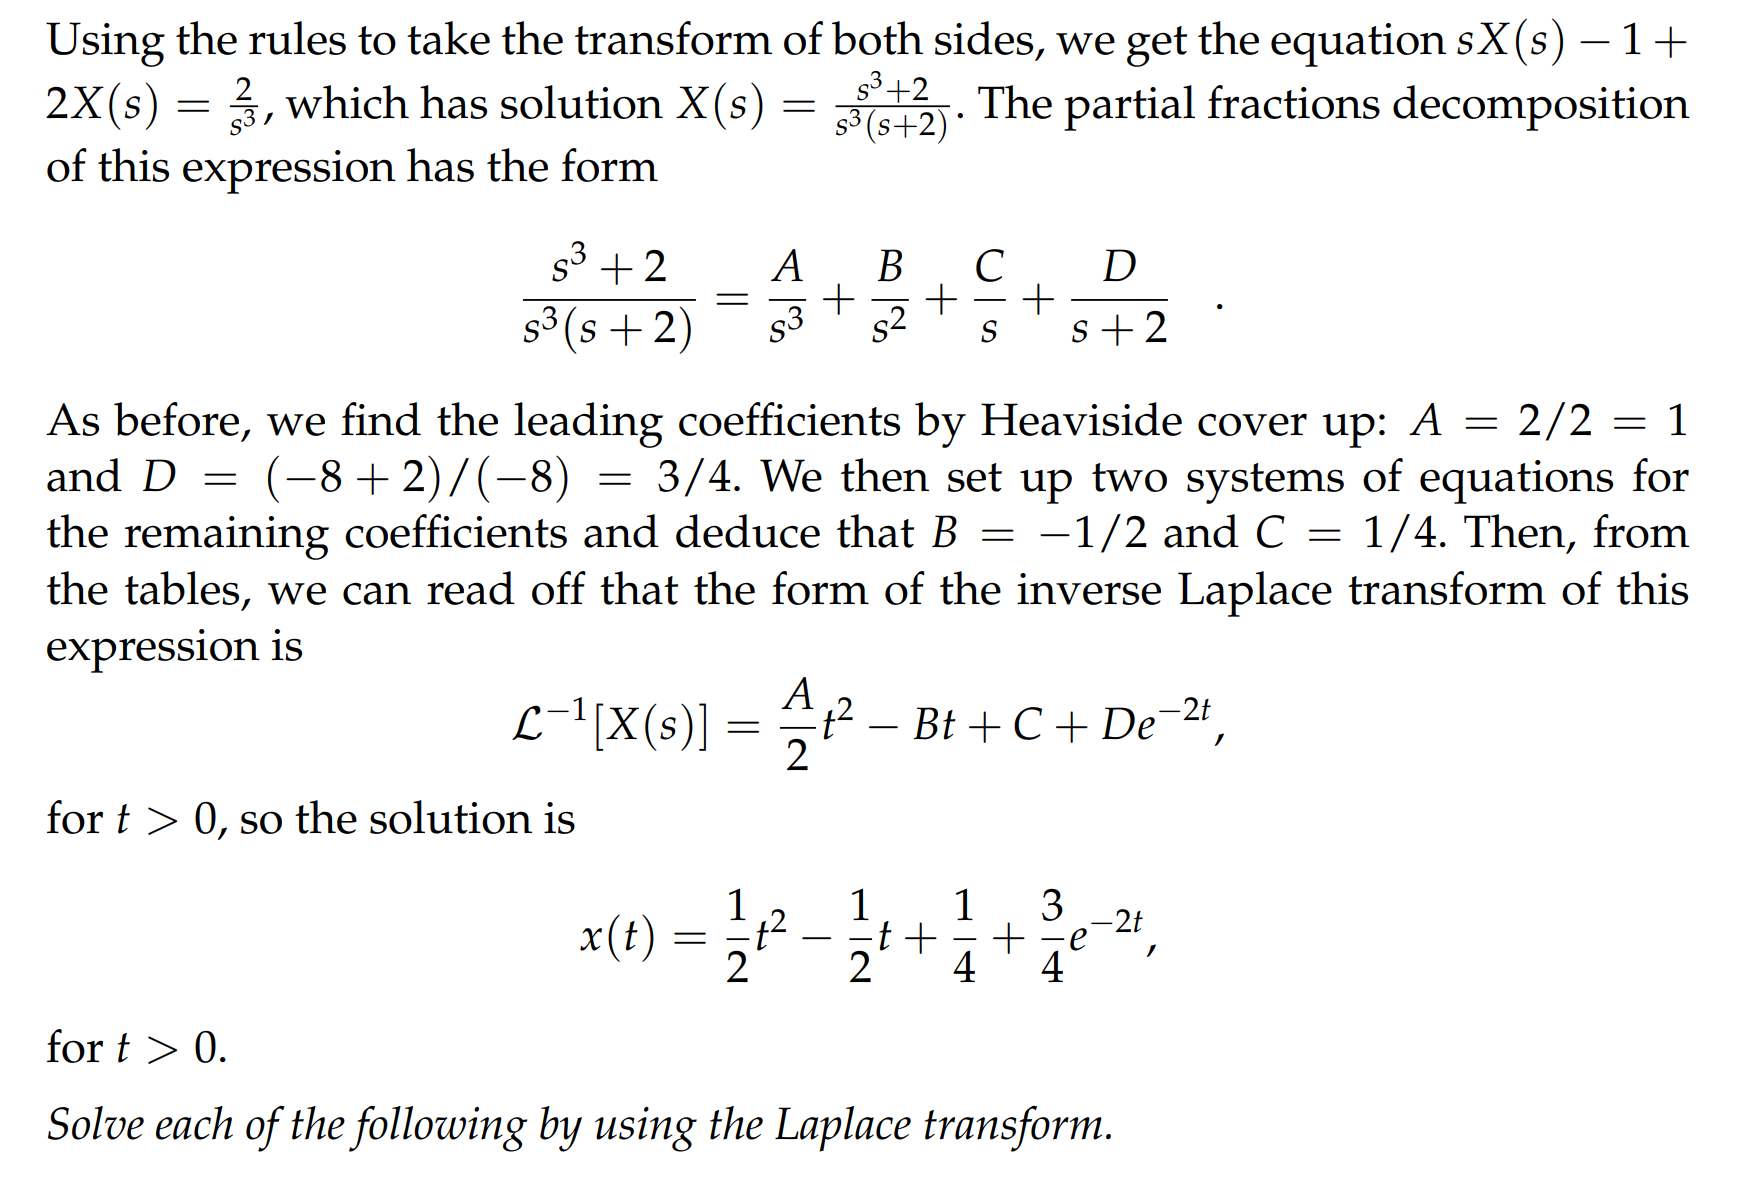 Using the rules to take the transform of both sides, we get the equation $sX(s) - 1 +$
$2X(s) = \frac{2}{s^3}$, which has solution $X(s) = \frac{s^3+2}{s^3(s+2)}$. The partial fractions decomposition
of this expression has the form
$$\frac{s^3+2}{s^3(s+2)} = \frac{A}{s^3} + \frac{B}{s^2} + \frac{C}{s} + \frac{D}{s+2} \quad .$$
As before, we find the leading coefficients by Heaviside cover up: $A = 2/2 = 1$
and $D = (-8+2)/(-8) = 3/4$. We then set up two systems of equations for
the remaining coefficients and deduce that $B = -1/2$ and $C = 1/4$. Then, from
the tables, we can read off that the form of the inverse Laplace transform of this
expression is
$$\mathcal{L}^{-1}[X(s)] = \frac{A}{2}t^2 - Bt + C + De^{-2t},$$
for $t > 0$, so the solution is
$$x(t) = \frac{1}{2}t^2 - \frac{1}{2}t + \frac{1}{4} + \frac{3}{4}e^{-2t},$$
for $t > 0$.
Solve each of the following by using the Laplace transform.